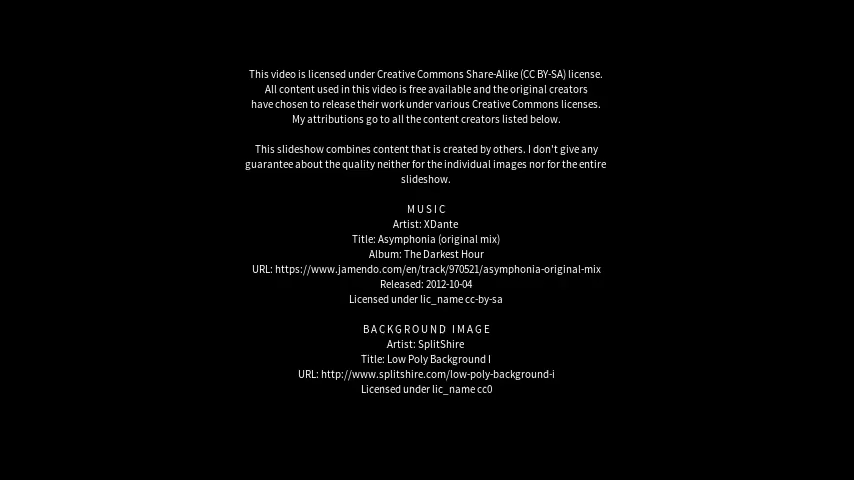 This video is licensed under Creative Commons Share-Alike (CC BY-SA) license.
All content used in this video is free available and the original creators
have chosen to release their work under various Creative Commons licenses.
My attributions go to all the content creators listed below.
This slideshow combines content that is created by others. I don't give any
guarantee about the quality neither for the individual images nor for the entire
slideshow.
MUSIC
Artist: XDante
Title: Asymphonia (original mix)
Album: The Darkest Hour
URL: https://www.jamendo.com/en/track/970521/asymphonia-original-mix
Released: 2012-10-04
Licensed under lic_name cc-by-sa
BACKGROUND IMAGE
Artist: SplitShire
Title: Low Poly Background I
URL: http://www.splitshire.com/low-poly-background-i
Licensed under lic_name cc0